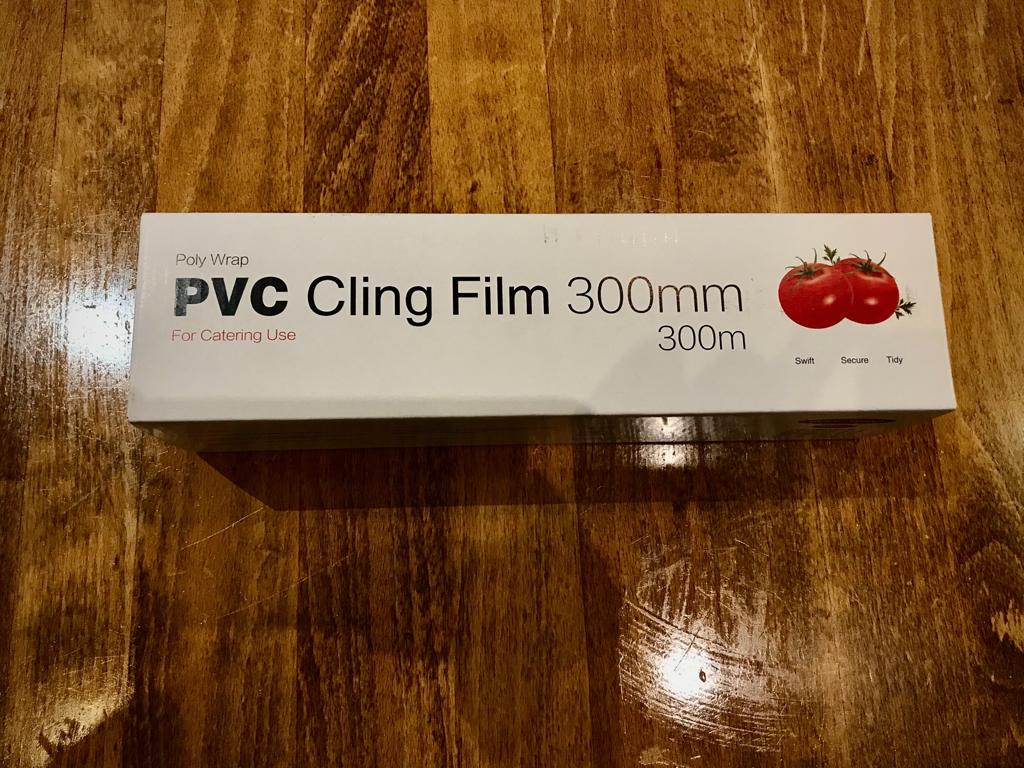 Poly Wrap
PVC Cling Film 300mm
For Catering Use
300m
Swift Secure Tidy